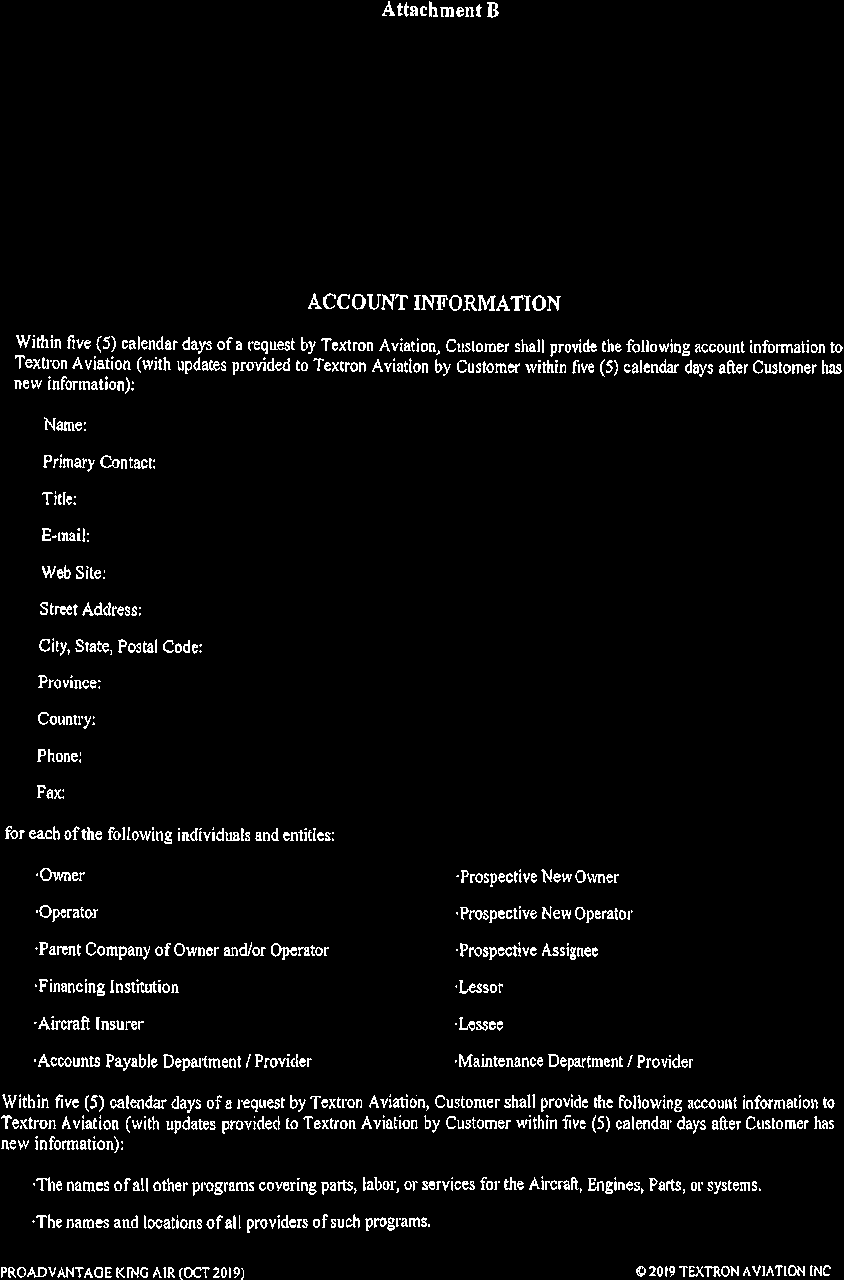 Attachment B
ACCOUNT INFORMATION
Within five (5) calendar days of a request by Textron Aviation, Customer shall provide the following account information to
Textron Aviation (with updates provided to Textron Aviation by Customer within five (5) calendar days after Customer has
new information):
Name:
Primary Contact:
Title:
E-mail:
Web Site:
Street Address:
City, State, Postal Code:
Province:
Country:
Phone:
Fax:
for each of the following individuals and entities:
·Owner
·Prospective New Owner
·Operator
·Prospective New Operator
·Parent Company of Owner and/or Operator
·Prospective Assignee
·Financing Institution
·Lessor
·Aircraft Insurer
·Lessee
·Accounts Payable Department / Provider
·Maintenance Department / Provider
Within five (5) calendar days of a request by Textron Aviation, Customer shall provide the following account information to
Textron Aviation (with updates provided to Textron Aviation by Customer within five (5) calendar days after Customer has
new information):
·The names of all other programs covering parts, labor, or services for the Aircraft, Engines, Parts, or systems.
·The names and locations of all providers of such programs.
PROADVANTAGE KING AIR (OCT 2019)
© 2019 TEXTRON AVIATION INC